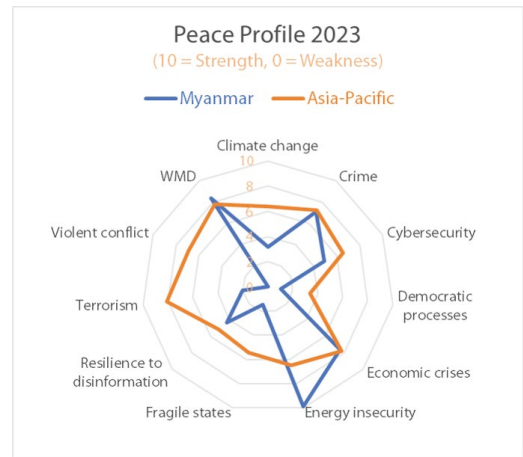 Peace Profile 2023
(10 = Strength, 0 = Weakness)
Myanmar Asia-Pacific
Climate change
10
8
6
4
2
0
Crime
Cybersecurity
Democratic
processes
Economic crises
Energy insecurity
Fragile states
Resilience to
disinformation
Terrorism
Violent conflict
WMD